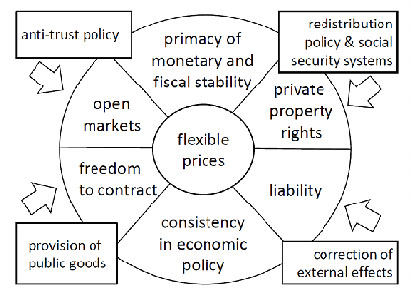 anti-trust policy
primacy of
monetary and
fiscal stability
redistribution
policy & social
security systems
open
markets
private
property
rights
flexible
prices
freedom
to contract
liability
consistency
in economic
policy
provision of
public goods
correction of
external effects